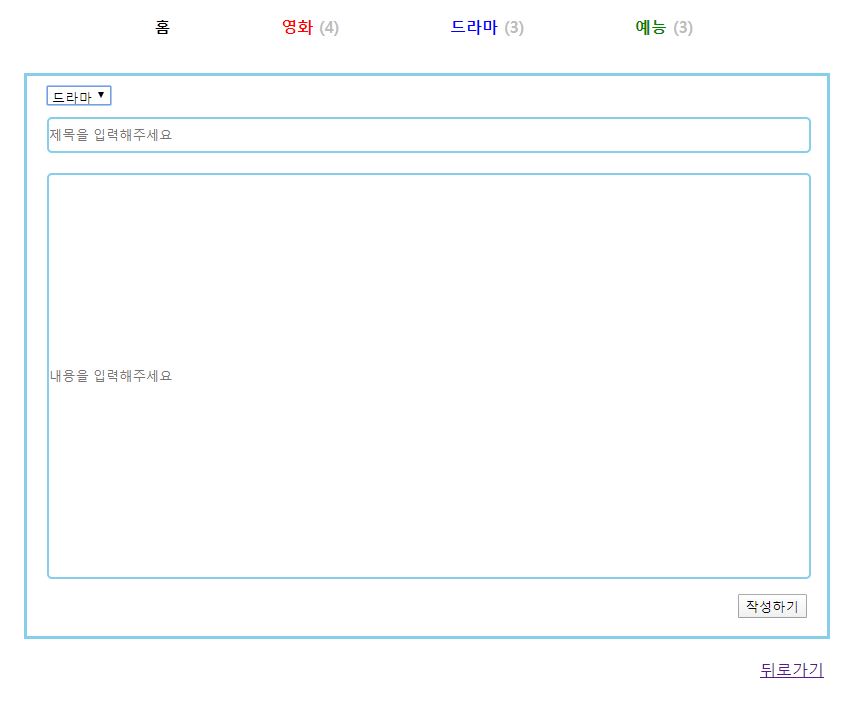 홈 영화 (4) 드라마 (3) 예능 (3)
드라마
제목을 입력해주세요
내용을 입력해주세요
작성하기
뒤로가기